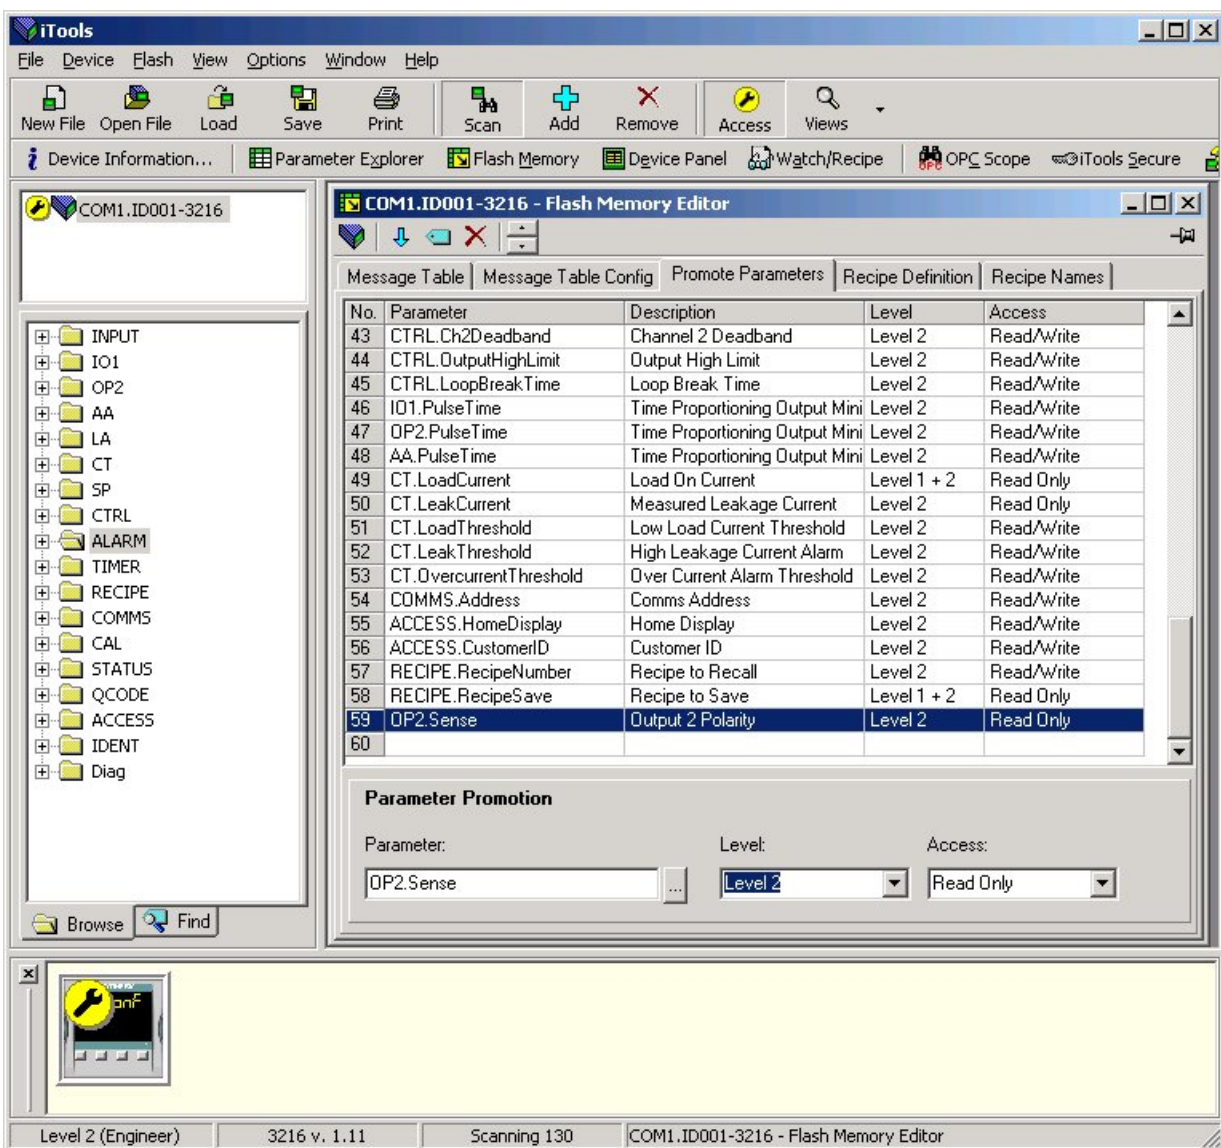 iTools
File Device Flash View Options Window Help
New File Open File Load Save Print Scan Add Remove Access Views
Device Information... Parameter Explorer Flash Memory Device Panel Watch/Recipe OPC Scope iTools Secure
COM1.ID001-3216
COM1.ID001-3216 - Flash Memory Editor
Message Table Message Table Config Promote Parameters Recipe Definition Recipe Names
No. Parameter Description Level Access
43 CTRL.Ch2Deadband Channel 2 Deadband Level 2 Read/Write
44 CTRL.OutputHighLimit Output High Limit Level 2 Read/Write
45 CTRL.LoopBreakTime Loop Break Time Level 2 Read/Write
46 IO1.PulseTime Time Proportioning Output Mini Level 2 Read/Write
47 OP2.PulseTime Time Proportioning Output Mini Level 2 Read/Write
48 AA.PulseTime Time Proportioning Output Mini Level 2 Read/Write
49 CT.LoadCurrent Load On Current Level 1 + 2 Read Only
50 CT.LeakCurrent Measured Leakage Current Level 2 Read Only
51 CT.LoadThreshold Low Load Current Threshold Level 2 Read/Write
52 CT.LeakThreshold High Leakage Current Alarm Level 2 Read/Write
53 CT.OvercurrentThreshold Over Current Alarm Threshold Level 2 Read/Write
54 COMMS.Address Comms Address Level 2 Read/Write
55 ACCESS.HomeDisplay Home Display Level 2 Read/Write
56 ACCESS.CustomerID Customer ID Level 2 Read/Write
57 RECIPE.RecipeNumber Recipe to Recall Level 2 Read/Write
58 RECIPE.RecipeSave Recipe to Save Level 1 + 2 Read Only
59 OP2.Sense Output 2 Polarity Level 2 Read Only
60
INPUT
IO1
OP2
AA
LA
CT
SP
CTRL
ALARM
TIMER
RECIPE
COMMS
CAL
STATUS
QCODE
ACCESS
IDENT
Diag
Browse Find
Parameter Promotion
Parameter: Level: Access:
OP2.Sense ... Level 2 Read Only
Level 2 (Engineer) 3216 v. 1.11 Scanning 130 COM1.ID001-3216 - Flash Memory Editor